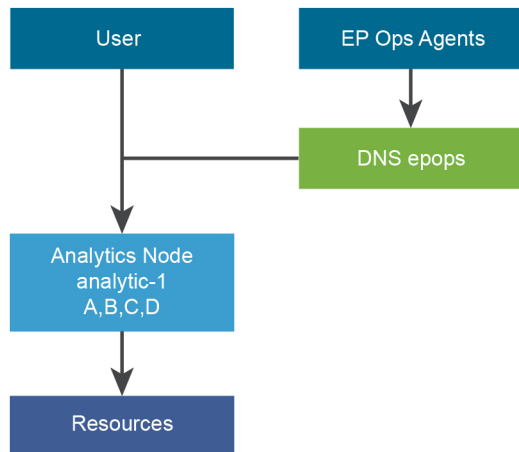 User
EP Ops Agents
DNS epops
Analytics Node
analytic-1
A,B,C,D
Resources